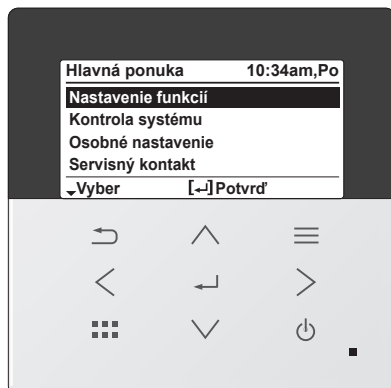 Hlavná ponuka 10:34am,Po
Nastavenie funkcií
Kontrola systému
Osobné nastavenie
Servisný kontakt
Vyber [↵]Potvrď